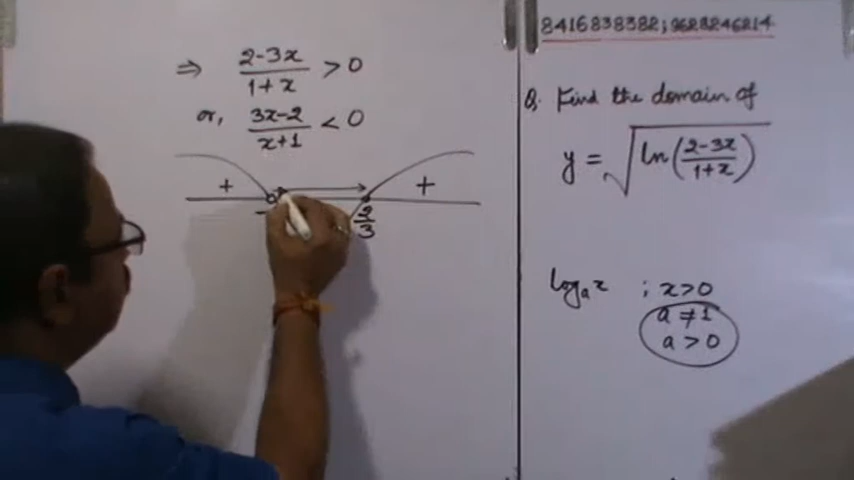 ⇒ (2-3x)/(1+x) > 0
or, (3x-2)/(x+1) < 0
+ +
2/3
8416838382; 9628246214
Q. Find the domain of
y = √(ln((2-3x)/(1+x)))
logₐx ; x>0
a ≠ 1
a > 0